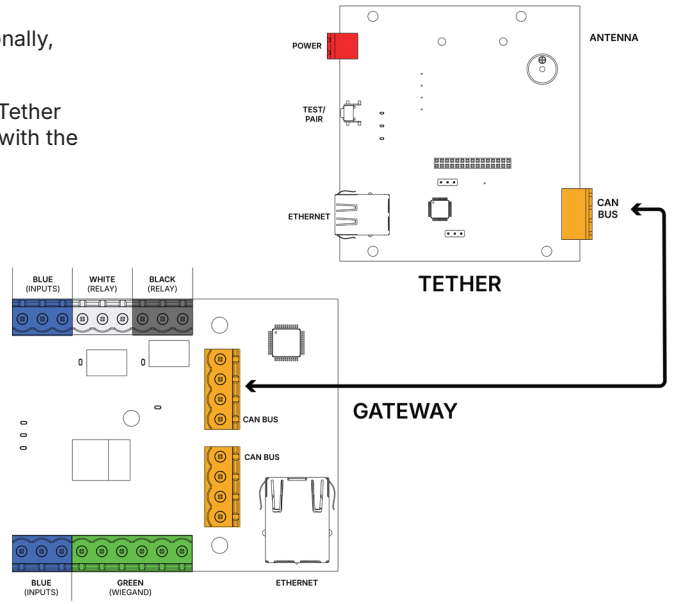 onally,
Tether
with the
POWER
ANTENNA
TEST/
PAIR
ETHERNET
CAN
BUS
TETHER
BLUE
(INPUTS)
WHITE
(RELAY)
BLACK
(RELAY)
CAN BUS
GATEWAY
CAN BUS
BLUE
(INPUTS)
GREEN
(WIEGAND)
ETHERNET